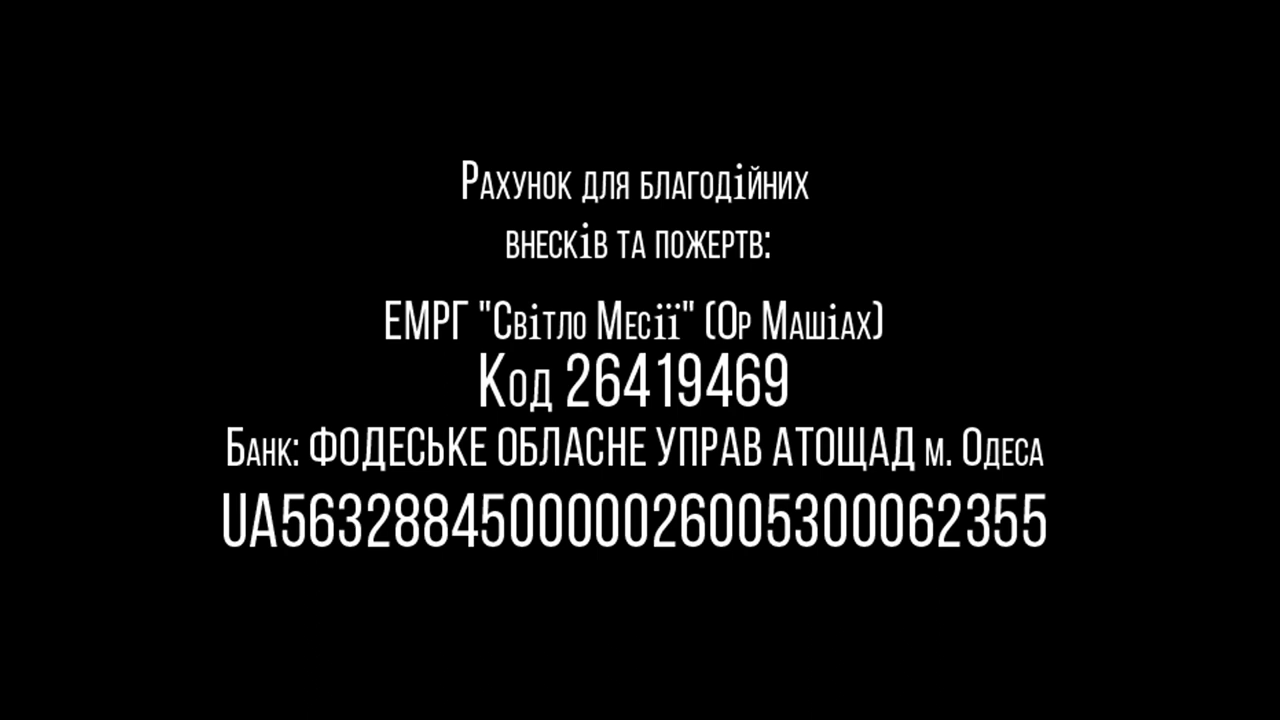 Рахунок для благодійних
внесків та пожертв:
ЕМРГ "Світло Месії" (Ор Машіах)
Код 26419469
Банк: ФОДЕСЬКЕ ОБЛАСНЕ УПРАВ АТОЩАД м. Одеса
UA563288450000026005300062355